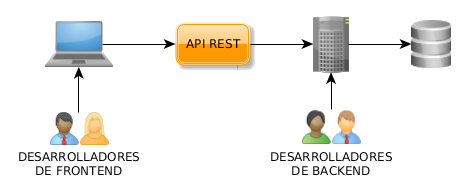 API REST
DESARROLLADORES
DE FRONTEND
DESARROLLADORES
DE BACKEND